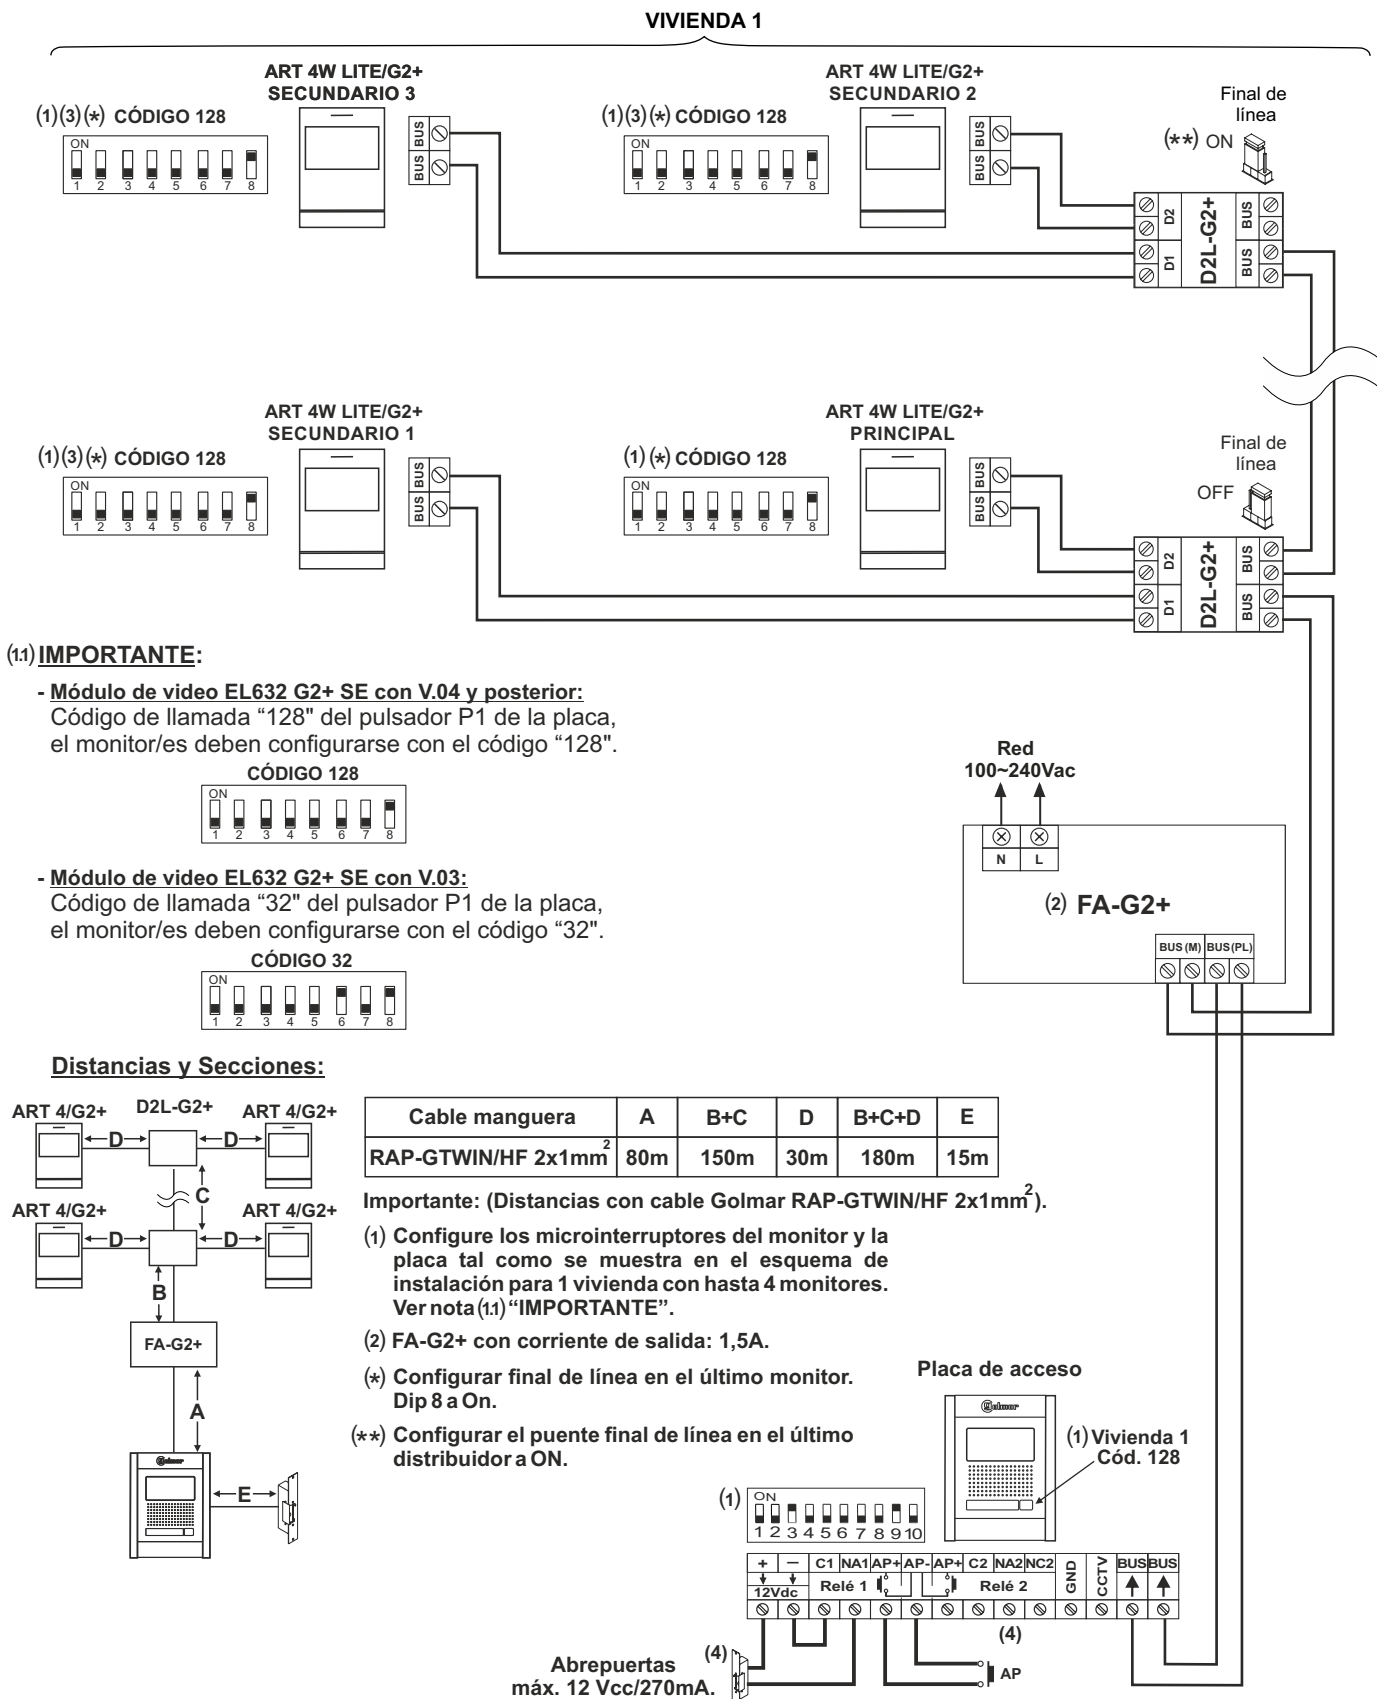 VIVIENDA 1
ART 4W LITE/G2+
SECUNDARIO 3
(1)(3)(*) CÓDIGO 128
ON
1 2 3 4 5 6 7 8
BUS
BUS
ART 4W LITE/G2+
SECUNDARIO 2
(1)(3)(*) CÓDIGO 128
ON
1 2 3 4 5 6 7 8
BUS
BUS
Final de
línea
(**) ON
D2
D1
D2L-G2+
BUS
BUS
ART 4W LITE/G2+
SECUNDARIO 1
(1)(3)(*) CÓDIGO 128
ON
1 2 3 4 5 6 7 8
BUS
BUS
ART 4W LITE/G2+
PRINCIPAL
(1)(*) CÓDIGO 128
ON
1 2 3 4 5 6 7 8
BUS
BUS
Final de
línea
OFF
D2
D1
D2L-G2+
BUS
BUS
(1.1) IMPORTANTE:
- Módulo de video EL632 G2+ SE con V.04 y posterior:
Código de llamada “128" del pulsador P1 de la placa,
el monitor/es deben configurarse con el código “128".
CÓDIGO 128
ON
1 2 3 4 5 6 7 8
- Módulo de video EL632 G2+ SE con V.03:
Código de llamada “32" del pulsador P1 de la placa,
el monitor/es deben configurarse con el código “32".
CÓDIGO 32
ON
1 2 3 4 5 6 7 8
Red
100~240Vac
N L
(2) FA-G2+
BUS (M) BUS (PL)
Distancias y Secciones:
ART 4/G2+ D2L-G2+ ART 4/G2+
D D
C
ART 4/G2+ ART 4/G2+
D D
B
FA-G2+
A
Golmar
E
Cable manguera A B+C D B+C+D E
RAP-GTWIN/HF 2x1mm² 80m 150m 30m 180m 15m
Importante: (Distancias con cable Golmar RAP-GTWIN/HF 2x1mm²).
(1) Configure los microinterruptores del monitor y la
placa tal como se muestra en el esquema de
instalación para 1 vivienda con hasta 4 monitores.
Ver nota (1.1) “IMPORTANTE”.
(2) FA-G2+ con corriente de salida: 1,5A.
(*) Configurar final de línea en el último monitor.
Dip 8 a On.
(**) Configurar el puente final de línea en el último
distribuidor a ON.
Placa de acceso
Golmar
(1) Vivienda 1
Cód. 128
(1)
ON
1 2 3 4 5 6 7 8 9 10
+ – C1 NA1 AP+ AP- AP+ C2 NA2 NC2 GND CCTV BUS BUS
12Vdc Relé 1 Relé 2
(4)
(4)
Abrepuertas
máx. 12 Vcc/270mA.
AP